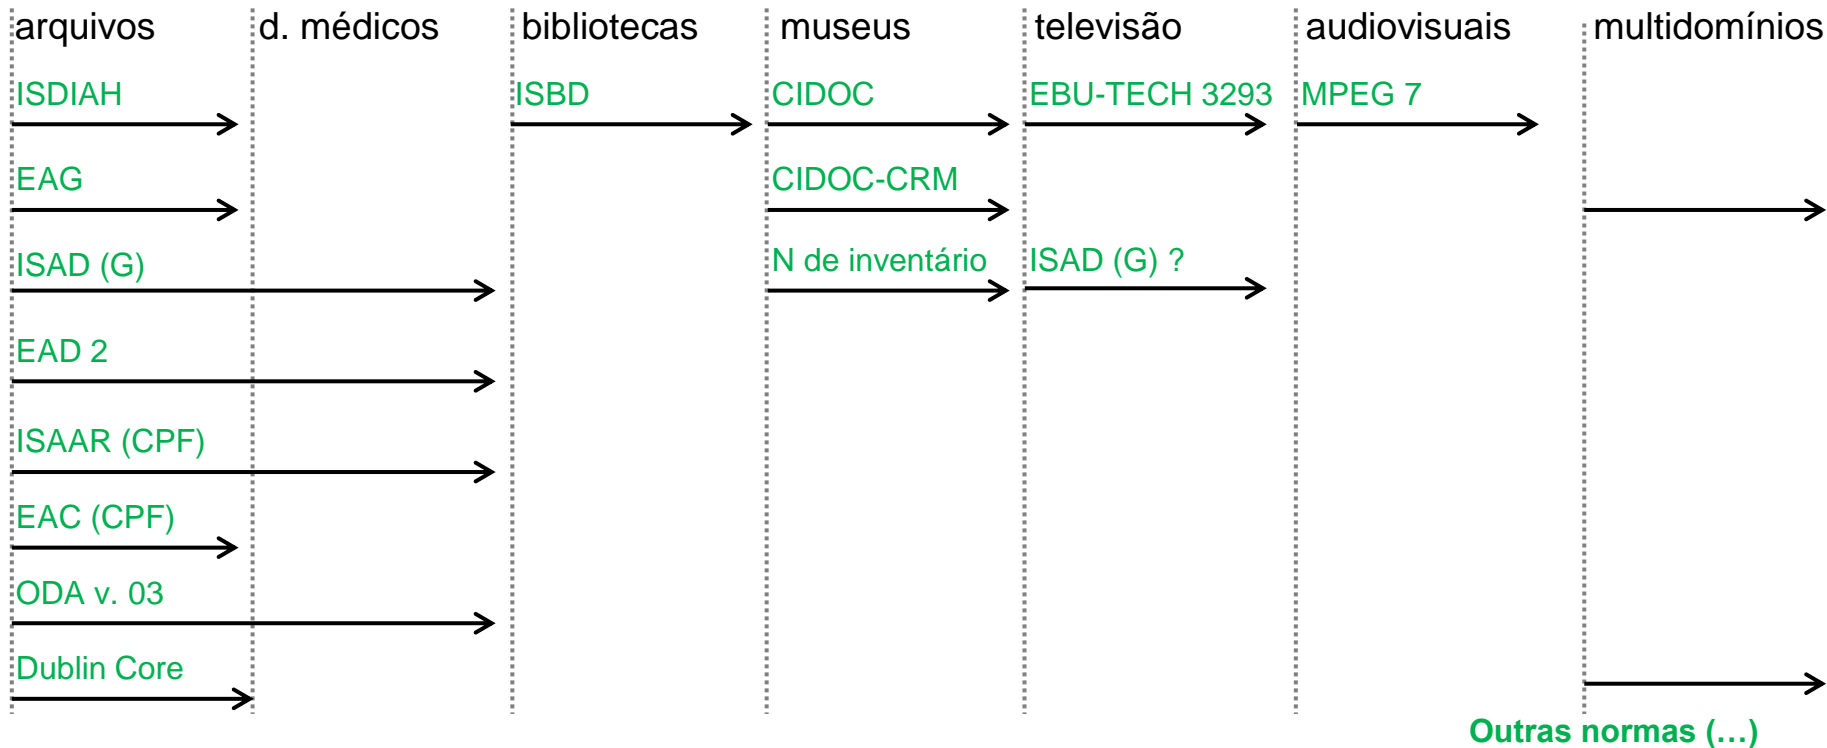 arquivos d. médicos bibliotecas museus televisão audiovisuais multidomínios
ISDIAH ISBD CIDOC EBU-TECH 3293 MPEG 7
EAG CIDOC-CRM
ISAD (G) N de inventário ISAD (G) ?
EAD 2
ISAAR (CPF)
EAC (CPF)
ODA v. 03
Dublin Core
Outras normas (…)